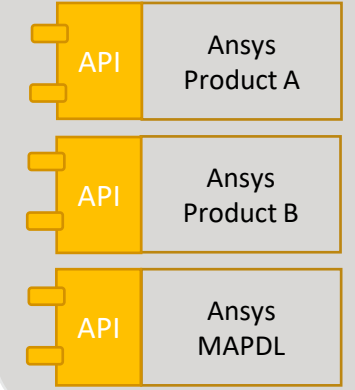 API
Ansys
Product A
API
Ansys
Product B
API
Ansys
MAPDL